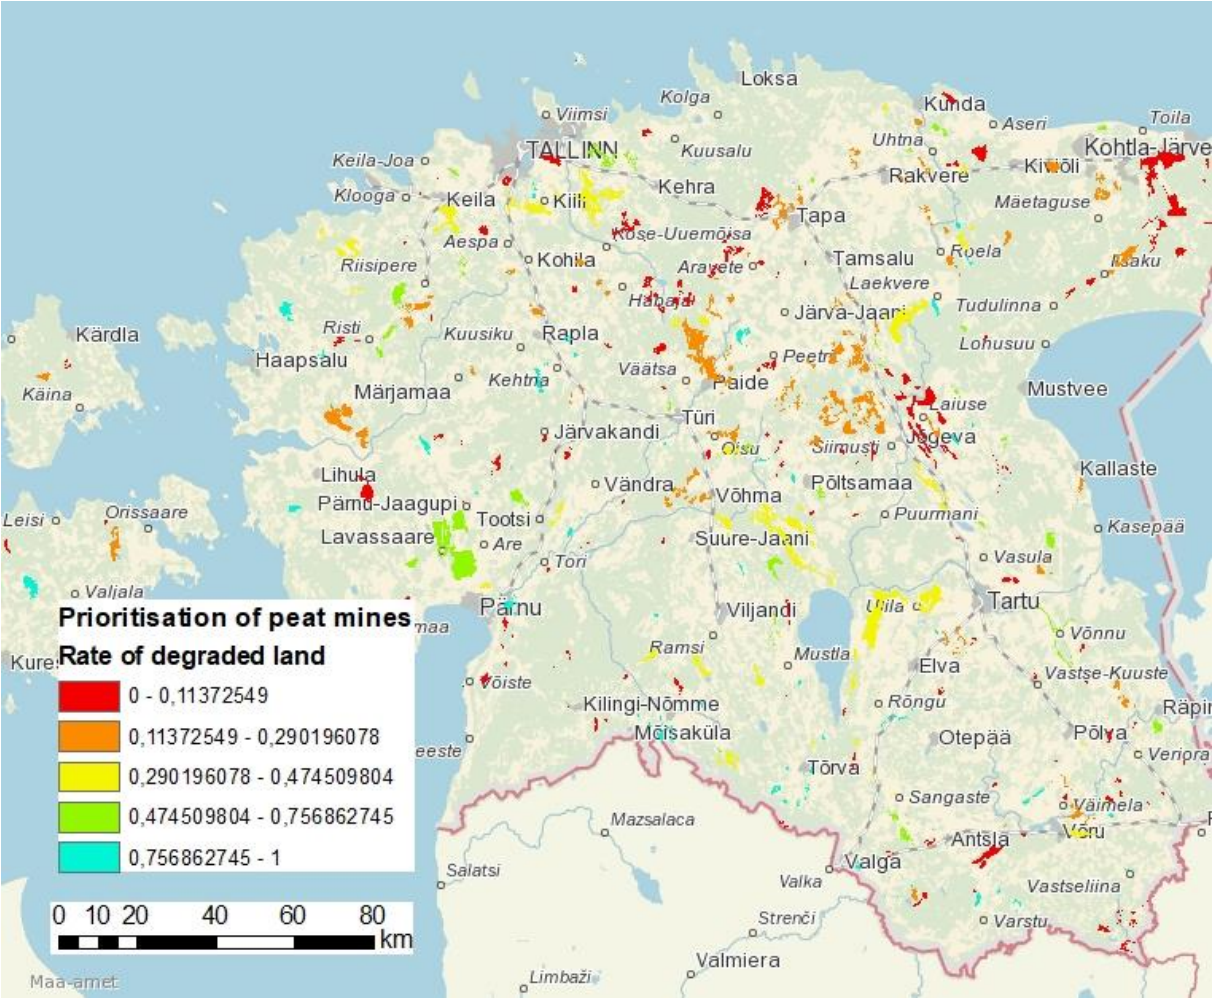 Loksa
Kolga
Kunda
Viimsi
Aseri
Toila
Uhtna
TALLINN
Kuusalu
Kohtla-Järve
Keila-Joa
Kiviõli
Rakvere
Klooga
Keila
Kiili
Kehra
Mäetaguse
Tapa
Kose-Uuemõisa
Aespa
Roela
Kohila
Tamsalu
Iisaku
Riisipere
Aravete
Laekvere
Habaja
Tudulinna
Järva-Jaani
Risti
Kuusiku
Rapla
Kärdla
Lohusuu
Haapsalu
Peetri
Väätsa
Kehtna
Paide
Mustvee
Käina
Märjamaa
Laiuse
Türi
Järvakandi
Jõgeva
Oisu
Siimusti
Kallaste
Lihula
Vändra
Põltsamaa
Võhma
Pärnu-Jaagupi
Orissaare
Leisi
Tootsi
Puurmani
Kasepää
Lavassaare
Are
Suure-Jaani
Vasula
Tori
Valjala
Tartu
Pärnu
Viljandi
Ulila
Prioritisation of peat mines
maa
Võnnu
Ramsi
Mustla
Rate of degraded land
Kures
Elva
Vastse-Kuuste
Võiste
0 - 0,11372549
Kilingi-Nõmme
Rõngu
Räpin
Mõisaküla
Otepää
Põlva
0,11372549 - 0,290196078
eeste
Veriora
Tõrva
0,290196078 - 0,474509804
Sangaste
Väimela
0,474509804 - 0,756862745
Mazsalaca
Võru
Antsla
0,756862745 - 1
Valga
Salatsi
Valka
Vastseliina
0 10 20 40 60 80
km
Strenči
Varstu
Valmiera
Maa-amet
Limbaži